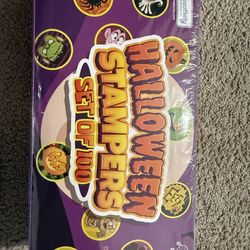 HALLOWEEN
STAMPERS
SET OF 100